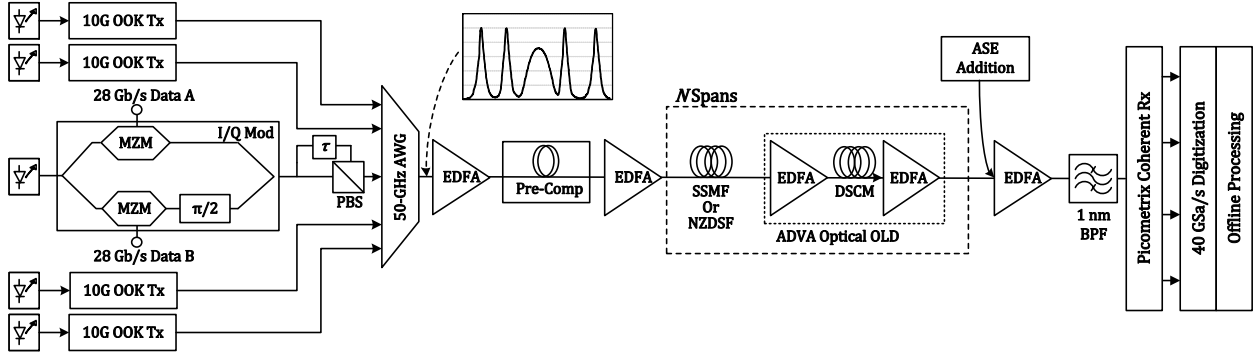 10G OOK Tx
10G OOK Tx
28 Gb/s Data A
I/Q Mod
MZM
MZM
π/2
28 Gb/s Data B
τ
PBS
10G OOK Tx
10G OOK Tx
50-GHz AWG
EDFA
Pre-Comp
EDFA
N Spans
SSMF
Or
NZDSF
EDFA
DSCM
EDFA
ADVA Optical OLD
ASE
Addition
EDFA
1 nm
BPF
Picometrix Coherent Rx
40 GSa/s Digitization
Offline Processing